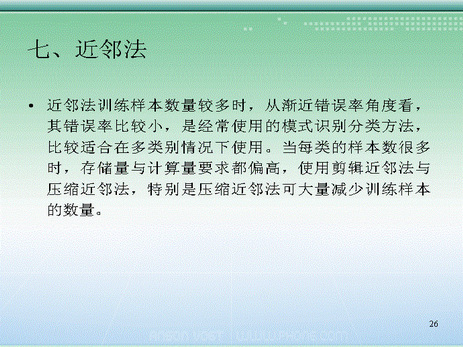 七、近邻法
• 近邻法训练样本数量较多时，从渐近错误率角度看，
其错误率比较小，是经常使用的模式识别分类方法，
比较适合在多类别情况下使用。当每类的样本数很多
时，存储量与计算量要求都偏高，使用剪辑近邻法与
压缩近邻法，特别是压缩近邻法可大量减少训练样本
的数量。
26